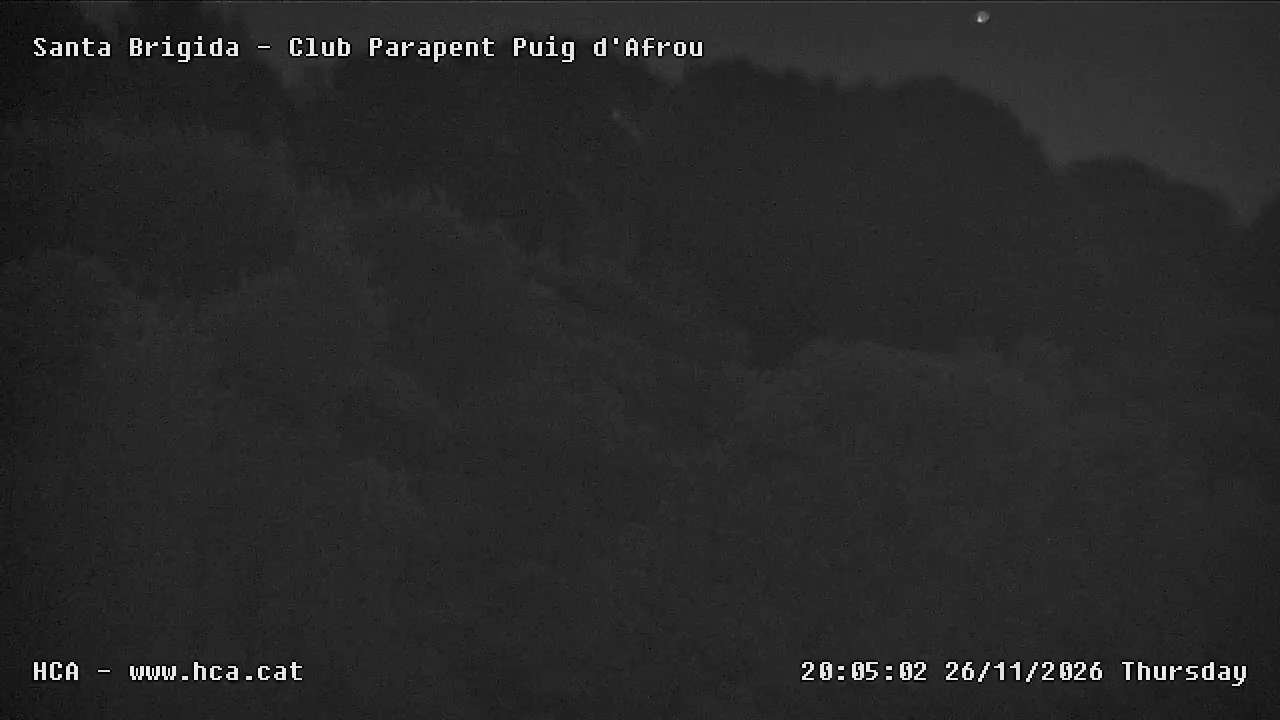 Santa Brigida - Club Parapent Puig d'Afrou
HCA - www.hca.cat
20:05:02 26/11/2026 Thursday